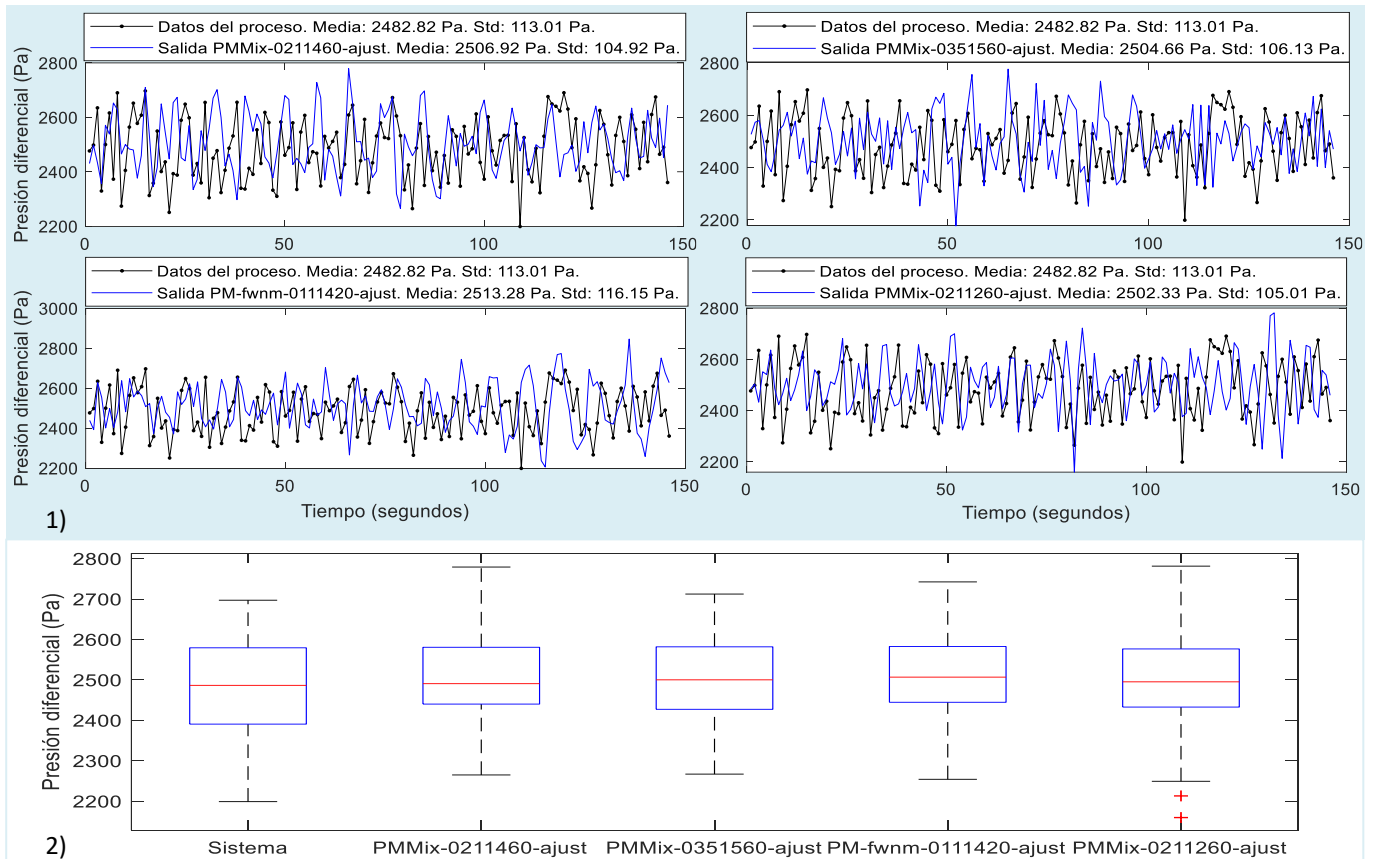 Datos del proceso. Media: 2482.82 Pa. Std: 113.01 Pa.
Salida PMMix-0211460-ajust. Media: 2506.92 Pa. Std: 104.92 Pa.
Presión diferencial (Pa)
2800
2600
2400
2200
0
50
100
150
Datos del proceso. Media: 2482.82 Pa. Std: 113.01 Pa.
Salida PMMix-0351560-ajust. Media: 2504.66 Pa. Std: 106.13 Pa.
2800
2600
2400
2200
0
50
100
150
Datos del proceso. Media: 2482.82 Pa. Std: 113.01 Pa.
Salida PM-fwnm-0111420-ajust. Media: 2513.28 Pa. Std: 116.15 Pa.
Presión diferencial (Pa)
3000
2800
2600
2400
2200
0
50
100
150
Tiempo (segundos)
Datos del proceso. Media: 2482.82 Pa. Std: 113.01 Pa.
Salida PMMix-0211260-ajust. Media: 2502.33 Pa. Std: 105.01 Pa.
2800
2600
2400
2200
0
50
100
150
Tiempo (segundos)
1)
Presión diferencial (Pa)
2800
2700
2600
2500
2400
2300
2200
Sistema
PMMix-0211460-ajust
PMMix-0351560-ajust
PM-fwnm-0111420-ajust
PMMix-0211260-ajust
2)